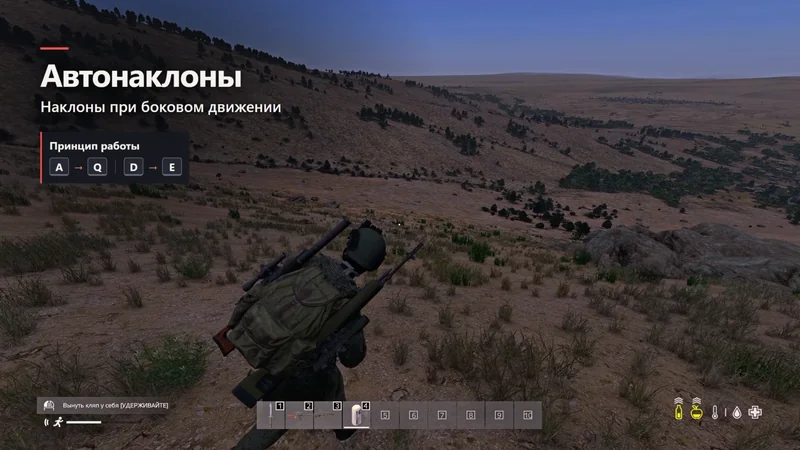 Автонаклоны
Наклоны при боковом движении
Принцип работы
A → Q | D → E
Вынуть кляп у себя [УДЕРЖИВАЙТЕ]
1 2 3 4 5 6 7 8 9 10